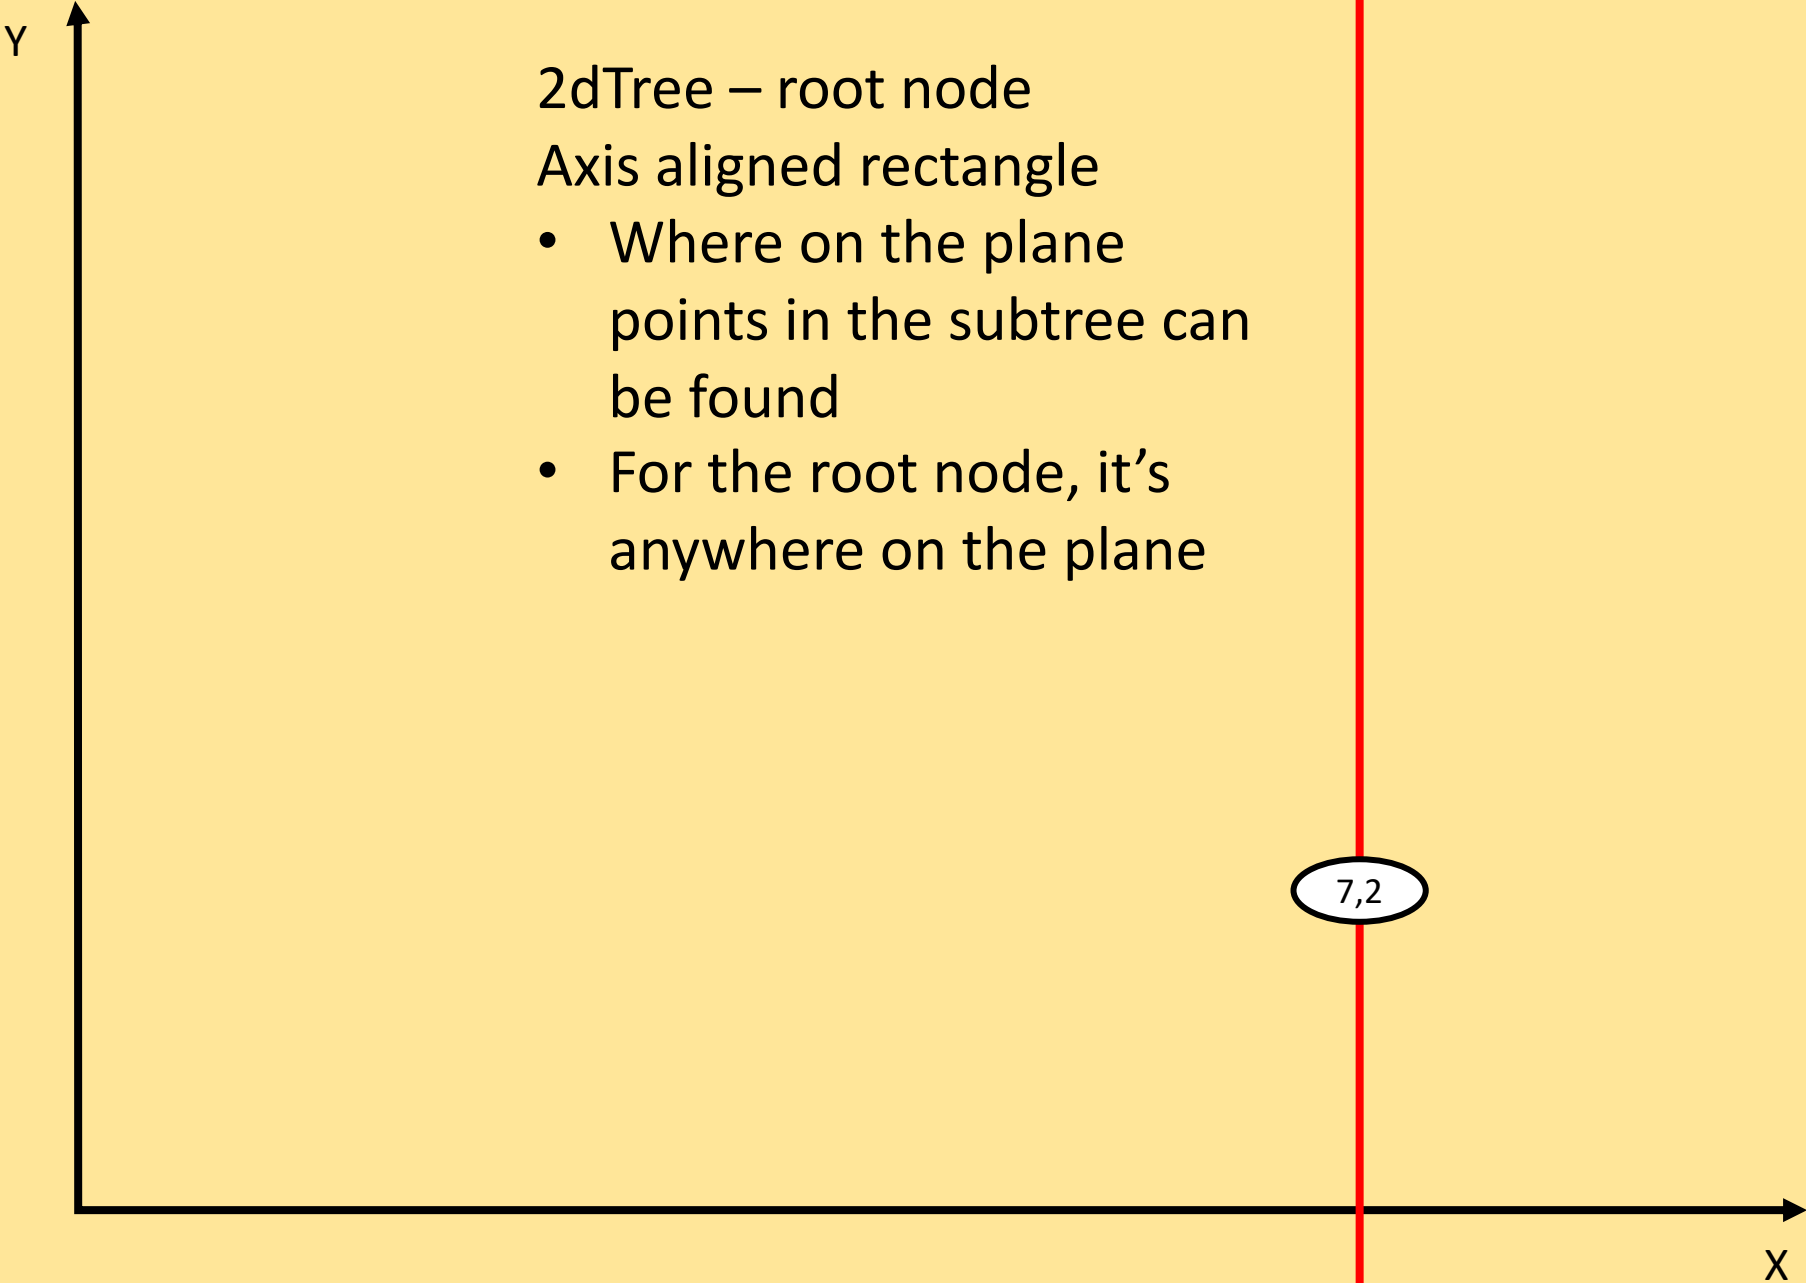 Y
2dTree – root node
Axis aligned rectangle
• Where on the plane
points in the subtree can
be found
• For the root node, it’s
anywhere on the plane
7,2
X